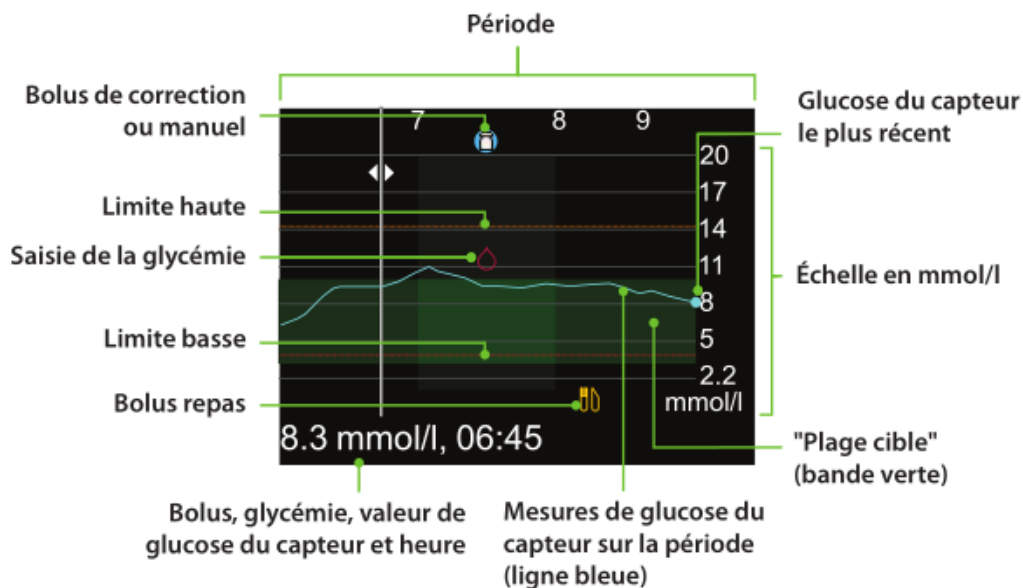 Période
Bolus de correction
ou manuel
Glucose du capteur
le plus récent
7 8 9
20
17
Limite haute
14
Saisie de la glycémie
11
Échelle en mmol/l
8
Limite basse
5
2.2
Bolus repas
mmol/l
8.3 mmol/l, 06:45
"Plage cible"
(bande verte)
Bolus, glycémie, valeur de
glucose du capteur et heure
Mesures de glucose du
capteur sur la période
(ligne bleue)